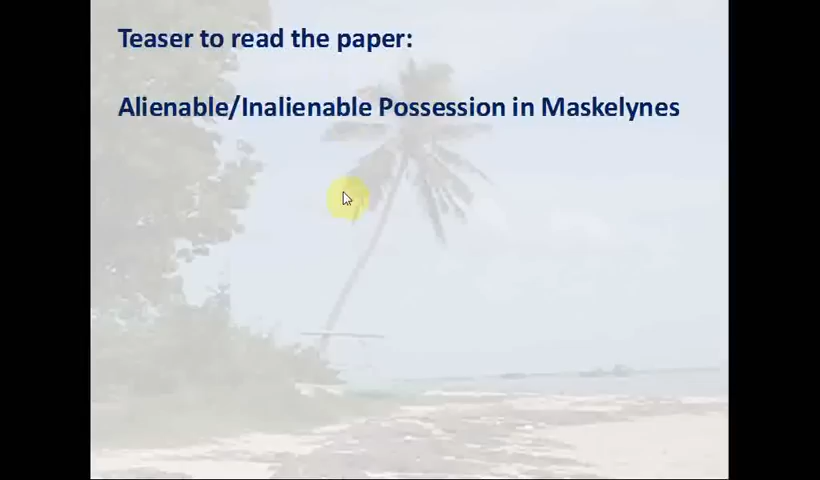 Teaser to read the paper:
Alienable/Inalienable Possession in Maskelynes